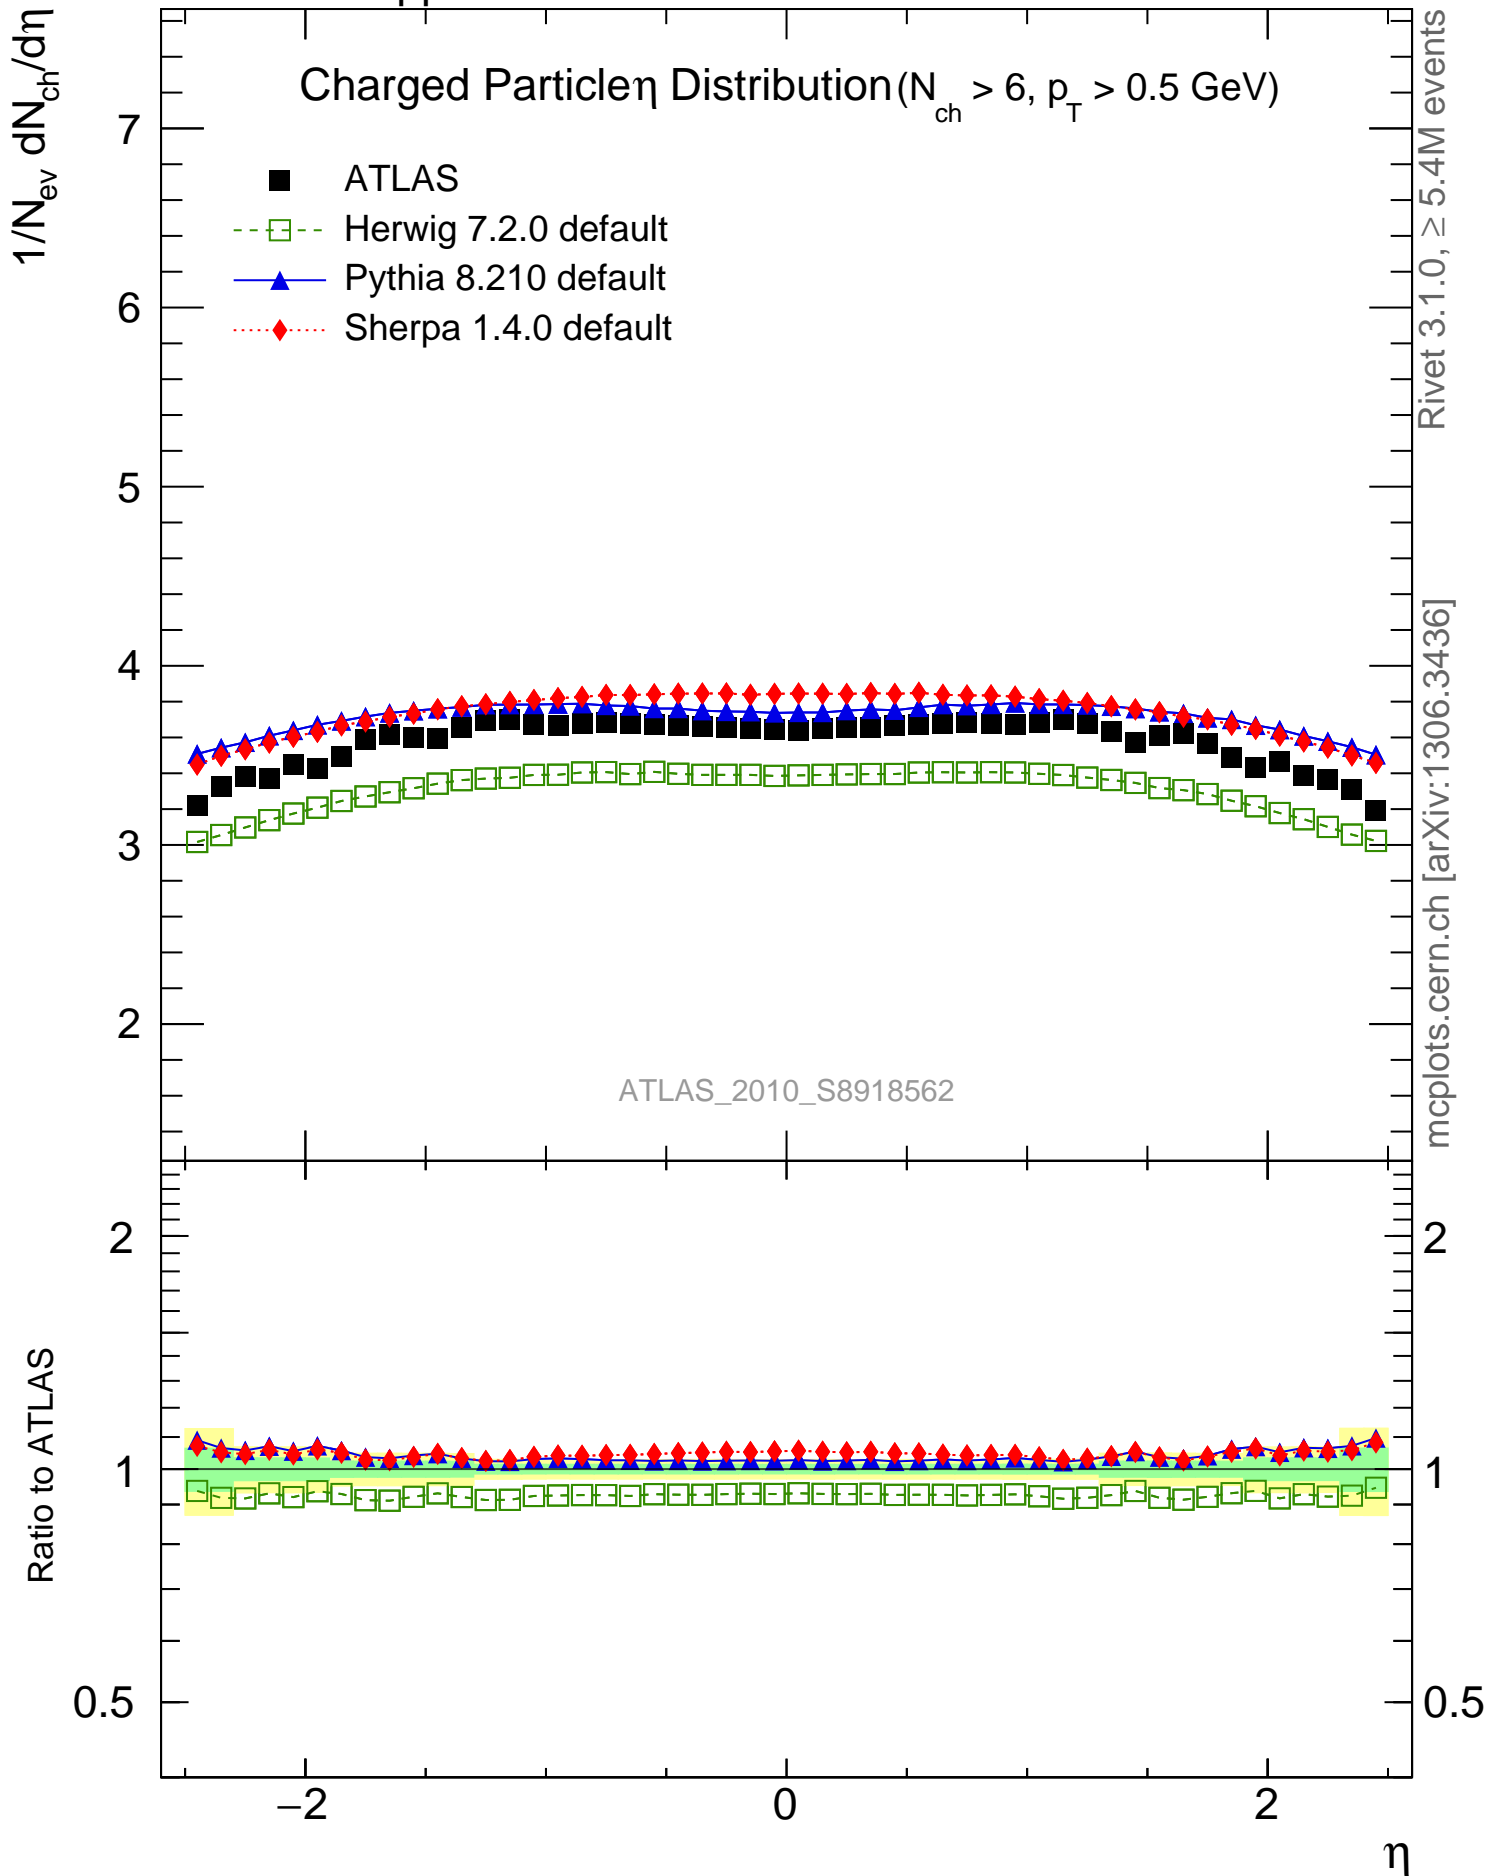 pp
1/N_ev dN_ch/dη
Charged Particle η Distribution (N_ch > 6, p_T > 0.5 GeV)
ATLAS
Herwig 7.2.0 default
Pythia 8.210 default
Sherpa 1.4.0 default
7
6
5
4
3
2
ATLAS_2010_S8918562
Rivet 3.1.0, ≥ 5.4M events
mcplots.cern.ch [arXiv:1306.3436]
Ratio to ATLAS
2
1
0.5
2
1
0.5
−2
0
2
η